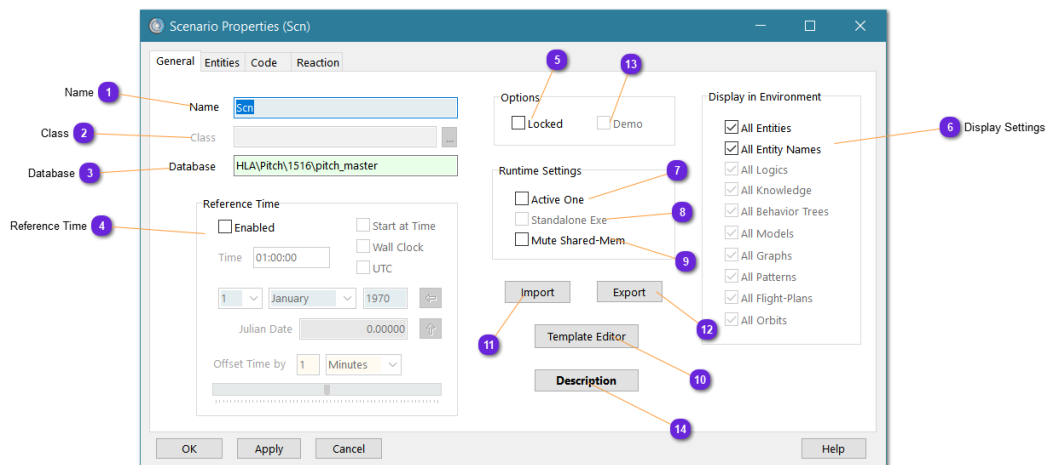 Scenario Properties (Scn)
General Entities Code Reaction
Name 1
Name Scn
Class 2
Class ...
Database 3
Database HLA\Pitch\1516\pitch_master
Reference Time 4
Reference Time
Enabled
Start at Time
Wall Clock
UTC
Time 01:00:00
1 January 1970
Julian Date 0.00000
Offset Time by 1 Minutes
5
13
Options
Locked Demo
Runtime Settings
7
Active One
8
Standalone Exe
Mute Shared-Mem
9
Import Export
11
12
Template Editor
10
Description
14
Display in Environment
6 Display Settings
All Entities
All Entity Names
All Logics
All Knowledge
All Behavior Trees
All Models
All Graphs
All Patterns
All Flight-Plans
All Orbits
OK Apply Cancel Help